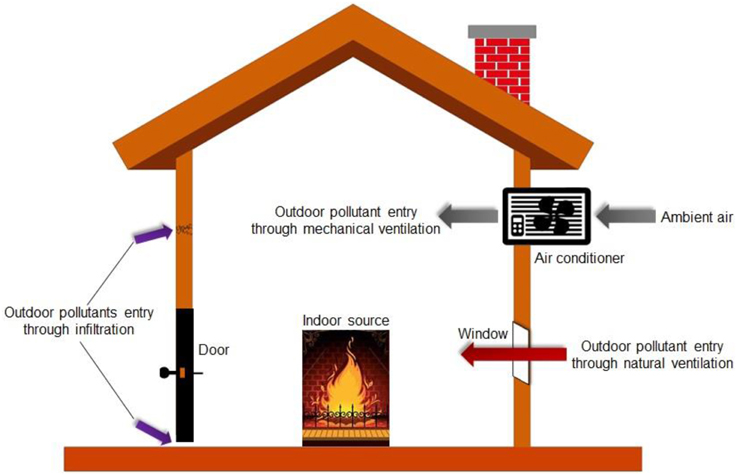 Outdoor pollutant entry
through mechanical ventilation
Ambient air
Air conditioner
Outdoor pollutants entry
through infiltration
Door
Indoor source
Window
Outdoor pollutant entry
through natural ventilation